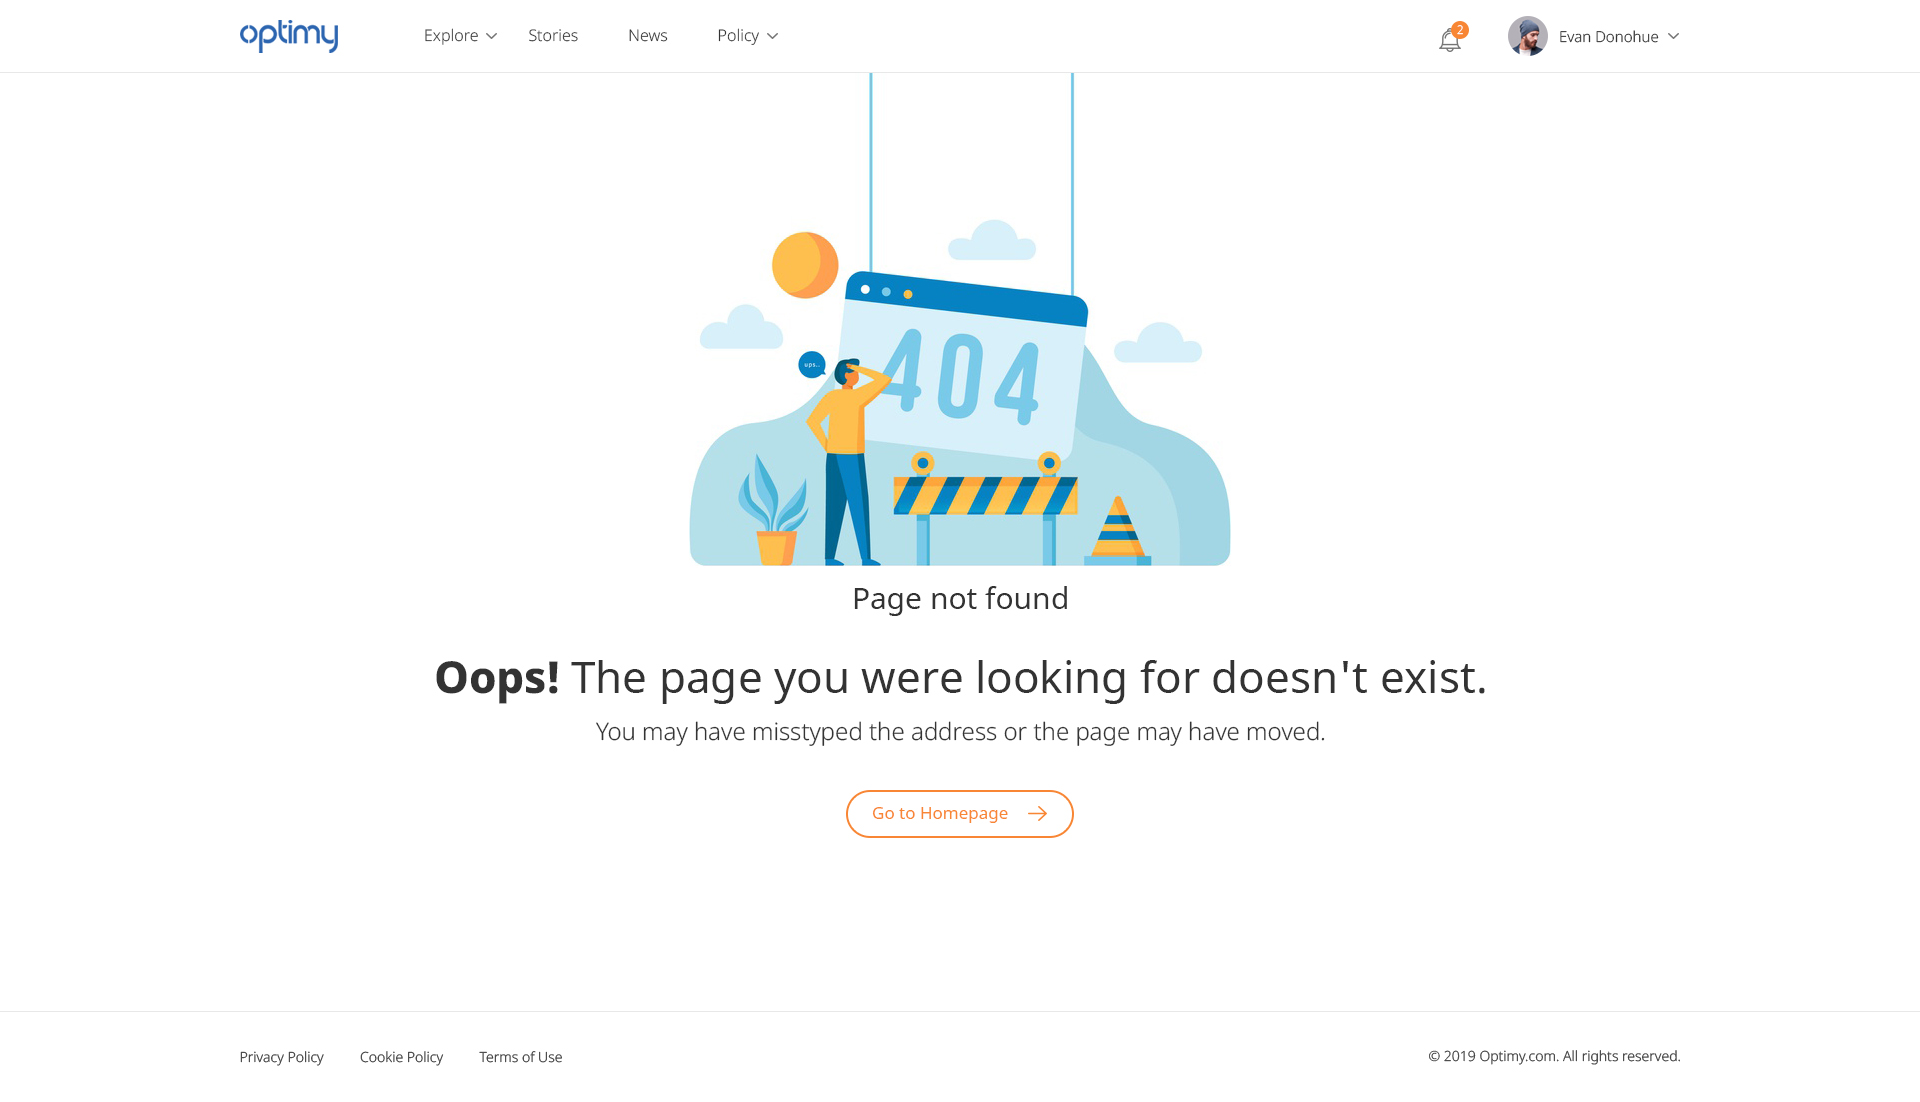 optimy
Explore
Stories
News
Policy
2
Evan Donohue
ups..
404
Page not found
Oops! The page you were looking for doesn't exist.
You may have misstyped the address or the page may have moved.
Go to Homepage
Privacy Policy
Cookie Policy
Terms of Use
© 2019 Optimy.com. All rights reserved.